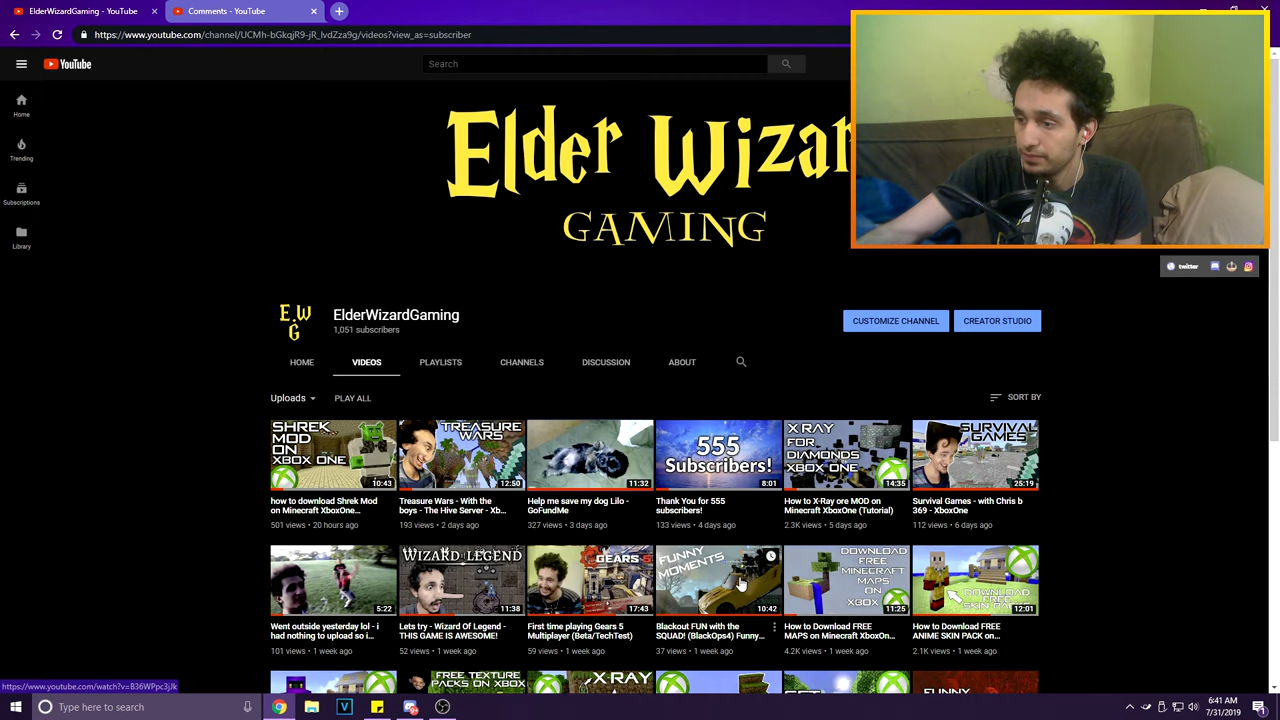 ElderWizardGaming - YouTube
Comments - YouTube
https://www.youtube.com/channel/UCMh-bGkqjR9-jR_lvdZza9g/videos?view_as=subscriber
YouTube
Search
Home
Trending
Subscriptions
Library
Elder Wizar
GAMING
twitter
E.W
G
ElderWizardGaming
1,051 subscribers
CUSTOMIZE CHANNEL
CREATOR STUDIO
HOME
VIDEOS
PLAYLISTS
CHANNELS
DISCUSSION
ABOUT
Uploads
PLAY ALL
SORT BY
SHREK
MOD
ON
XBOX ONE
10:43
how to download Shrek Mod
on Minecraft XboxOne...
501 views • 20 hours ago
TREASURE
WARS
12:50
Treasure Wars - With the
boys - The Hive Server - Xb...
193 views • 2 days ago
11:32
Help me save my dog Lilo -
GoFundMe
327 views • 3 days ago
555
Subscribers!
8:01
Thank You for 555
subscribers!
133 views • 4 days ago
X RAY
FOR
DIAMONDS
XBOX ONE
14:35
How to X-Ray ore MOD on
Minecraft XboxOne (Tutorial)
2.3K views • 5 days ago
SURVIVAL
GAMES
25:19
Survival Games - with Chris b
369 - XboxOne
112 views • 6 days ago
5:22
Went outside yesterday lol - i
had nothing to upload so i...
101 views • 1 week ago
WIZARD OF LEGEND
11:38
Lets try - Wizard Of Legend -
THIS GAME IS AWESOME!
52 views • 1 week ago
GEARS 5
17:43
First time playing Gears 5
Multiplayer (Beta/TechTest)
59 views • 1 week ago
FUNNY
MOMENTS
10:42
Blackout FUN with the
SQUAD! (BlackOps4) Funny...
37 views • 1 week ago
DOWNLOAD
FREE
MINECRAFT
MAPS
ON
XBOX
11:25
How to Download FREE
MAPS on Minecraft XboxOn...
4.2K views • 1 week ago
DOWNLOAD
FREE
SKIN PA
12:01
How to Download FREE
ANIME SKIN PACK on...
2.1K views • 1 week ago
FREE TEXTURE
PACKS ON XBOX
X-RAY
FUNNY
https://www.youtube.com/watch?v=B36WPpc3jJk
Type here to search
6:41 AM
7/31/2019